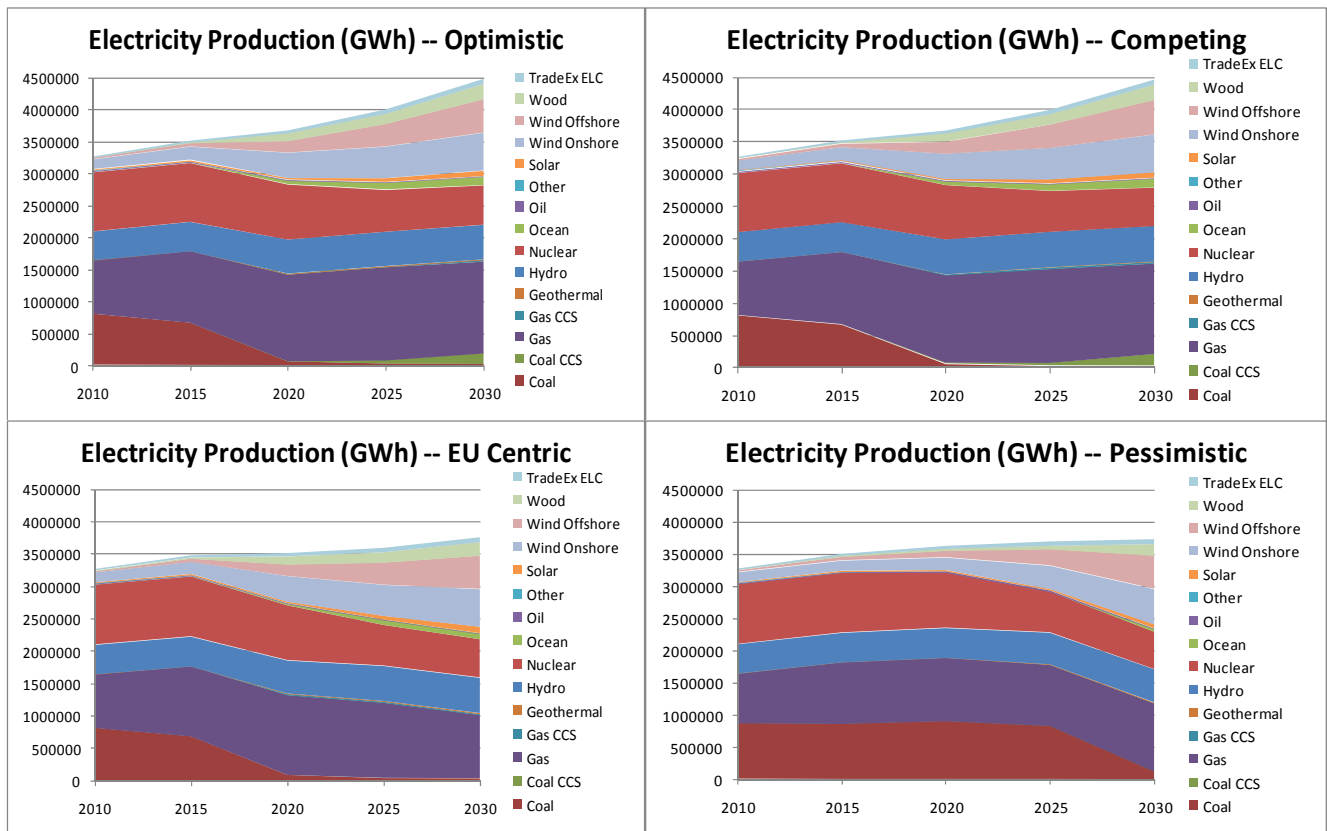 Electricity Production (GWh) -- Optimistic
4500000
4000000
3500000
3000000
2500000
2000000
1500000
1000000
500000
0
2010 2015 2020 2025 2030
TradeEx ELC
Wood
Wind Offshore
Wind Onshore
Solar
Other
Oil
Ocean
Nuclear
Hydro
Geothermal
Gas CCS
Gas
Coal CCS
Coal
Electricity Production (GWh) -- Competing
4500000
4000000
3500000
3000000
2500000
2000000
1500000
1000000
500000
0
2010 2015 2020 2025 2030
TradeEx ELC
Wood
Wind Offshore
Wind Onshore
Solar
Other
Oil
Ocean
Nuclear
Hydro
Geothermal
Gas CCS
Gas
Coal CCS
Coal
Electricity Production (GWh) -- EU Centric
4500000
4000000
3500000
3000000
2500000
2000000
1500000
1000000
500000
0
2010 2015 2020 2025 2030
TradeEx ELC
Wood
Wind Offshore
Wind Onshore
Solar
Other
Oil
Ocean
Nuclear
Hydro
Geothermal
Gas CCS
Gas
Coal CCS
Coal
Electricity Production (GWh) -- Pessimistic
4500000
4000000
3500000
3000000
2500000
2000000
1500000
1000000
500000
0
2010 2015 2020 2025 2030
TradeEx ELC
Wood
Wind Offshore
Wind Onshore
Solar
Other
Oil
Ocean
Nuclear
Hydro
Geothermal
Gas CCS
Gas
Coal CCS
Coal